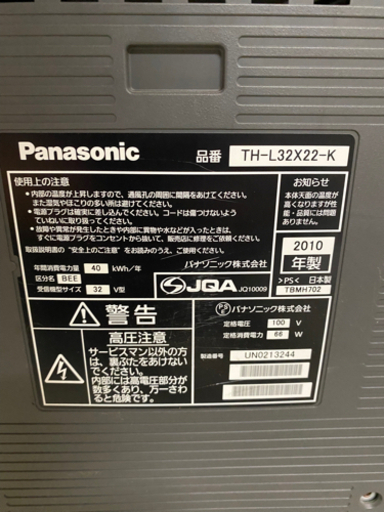 Panasonic
品番 TH-L32X22-K
使用上の注意
● 内部の温度が上昇しますので、通風孔の周囲に間隔をあけてください。
また湿気やほこりの多い所は避けてください。
● 電源プラグは確実に差し込んでください。コードは傷つけないよう
ていねいに取り扱ってください。
● 故障や異常が発生したときやPS内に異物や水などが入ったときは、
すぐに電源プラグをコンセントから抜いて、販売店に修理をご依頼ください。
取扱説明書の "安全上のご注意" をお読みのうえ、ご使用ください。
お知らせ
本体天面の温度が
高くなりますが、
性能・品質には
問題ありません。
2010
年製
>PS< 日本製
TBMH702
年間消費電力量 40 kWh/年
区分名 BEE
受信機型サイズ 32 V型
パナソニック株式会社
JQA JQ10009
警告
高圧注意
サービスマン以外の方
は、裏ぶたをあけない
でください。
内部には高電圧部分が
数多くあり、万一さわ
ると危険です。
パナソニック株式会社
定格電圧 100 V
定格消費電力 66 W
製造番号 UN0213244